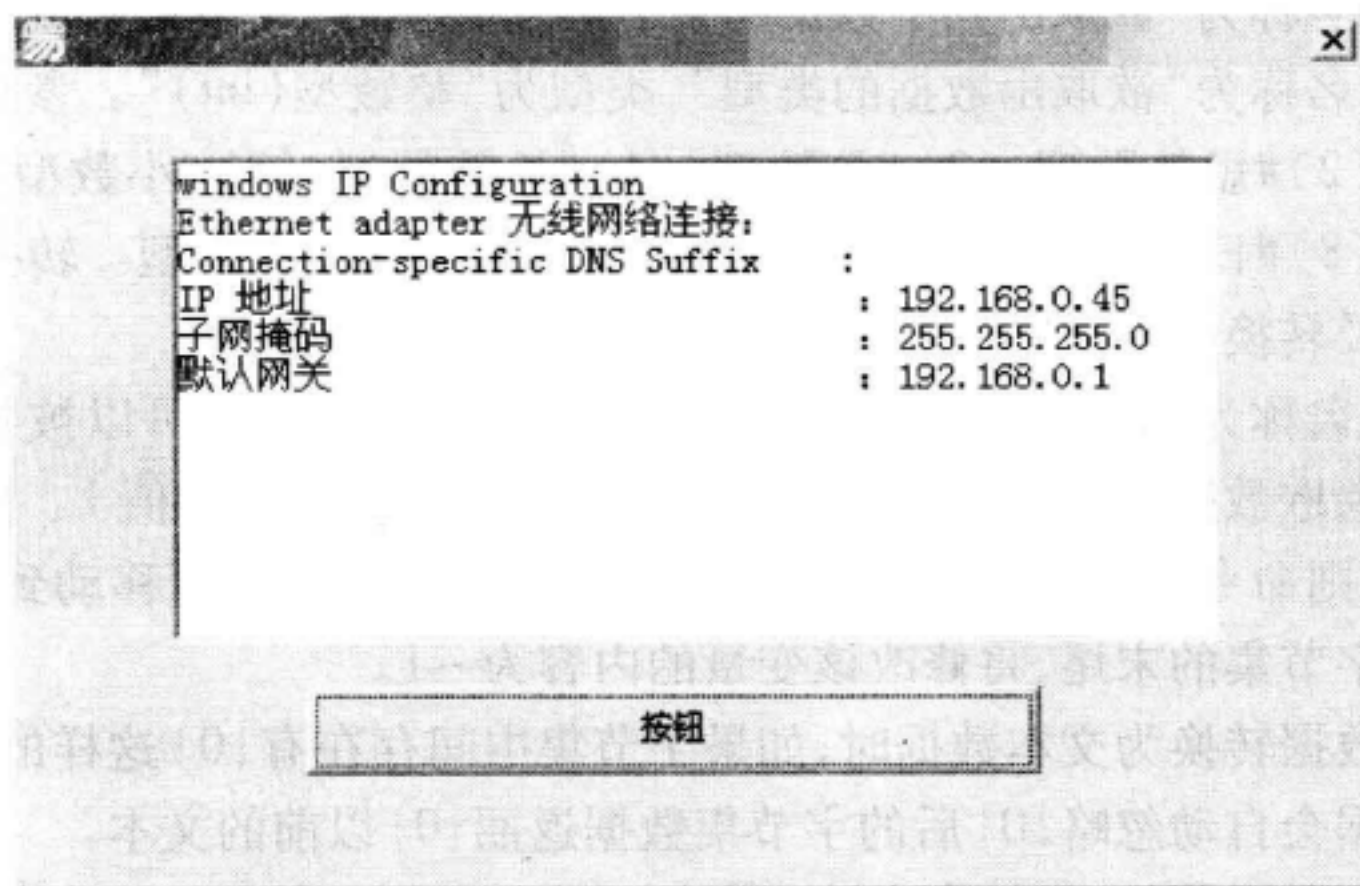 易
windows IP Configuration
Ethernet adapter 无线网络连接：
Connection-specific DNS Suffix :
IP 地址 : 192.168.0.45
子网掩码 : 255.255.255.0
默认网关 : 192.168.0.1
按钮